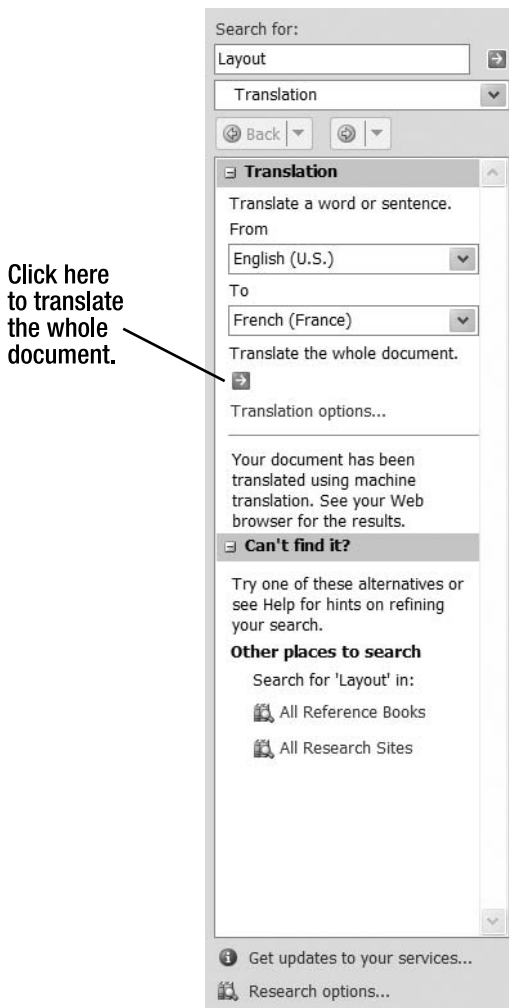 Search for:
Layout
Translation
Back
Translation
Translate a word or sentence.
From
English (U.S.)
To
French (France)
Click here
to translate
the whole
document.
Translate the whole document.
Translation options...
Your document has been
translated using machine
translation. See your Web
browser for the results.
Can't find it?
Try one of these alternatives or
see Help for hints on refining
your search.
Other places to search
Search for 'Layout' in:
All Reference Books
All Research Sites
Get updates to your services...
Research options...